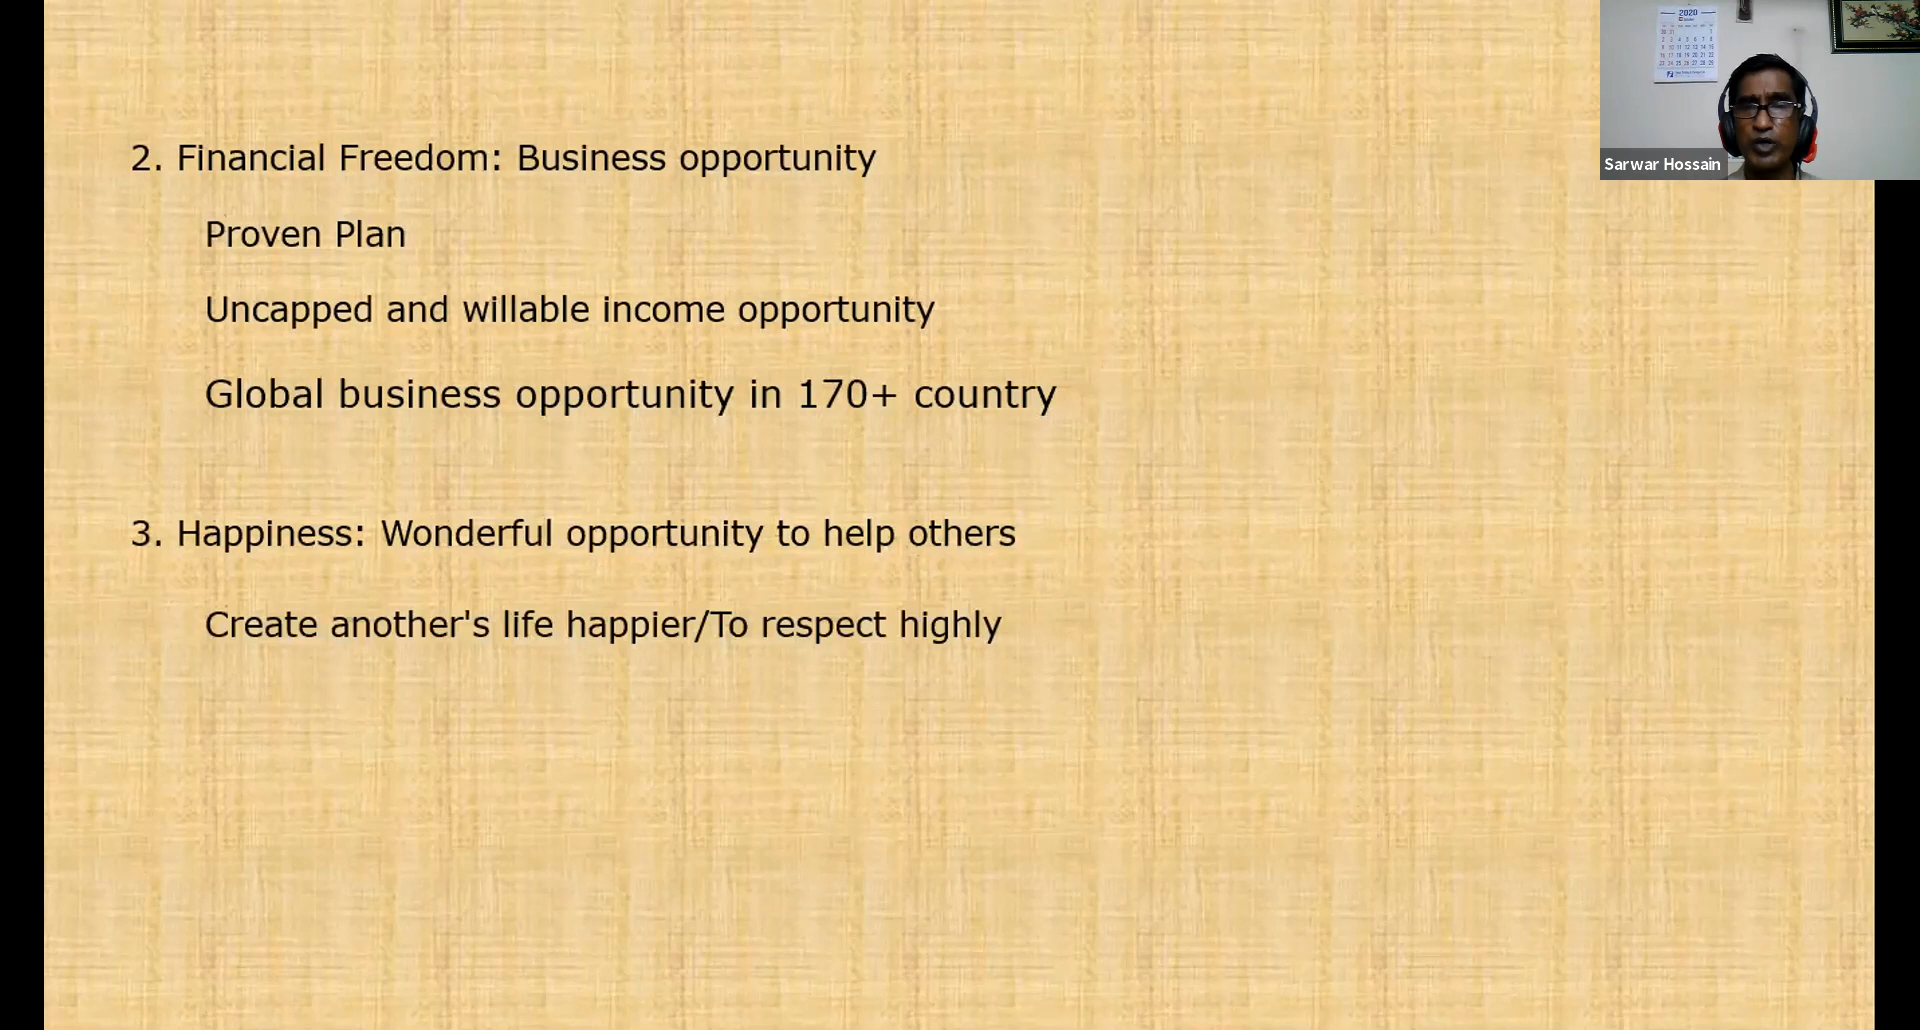 2. Financial Freedom: Business opportunity
Proven Plan
Uncapped and willable income opportunity
Global business opportunity in 170+ country
3. Happiness: Wonderful opportunity to help others
Create another's life happier/To respect highly
2020
Sarwar Hossain